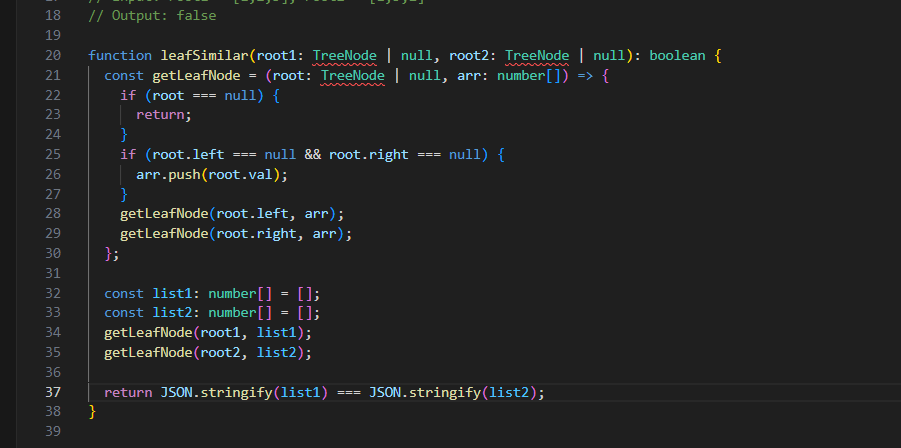 18 // Output: false
19
20 function leafSimilar(root1: TreeNode | null, root2: TreeNode | null): boolean {
21 const getLeafNode = (root: TreeNode | null, arr: number[]) => {
22 if (root === null) {
23 return;
24 }
25 if (root.left === null && root.right === null) {
26 arr.push(root.val);
27 }
28 getLeafNode(root.left, arr);
29 getLeafNode(root.right, arr);
30 };
31
32 const list1: number[] = [];
33 const list2: number[] = [];
34 getLeafNode(root1, list1);
35 getLeafNode(root2, list2);
36
37 return JSON.stringify(list1) === JSON.stringify(list2);
38 }
39